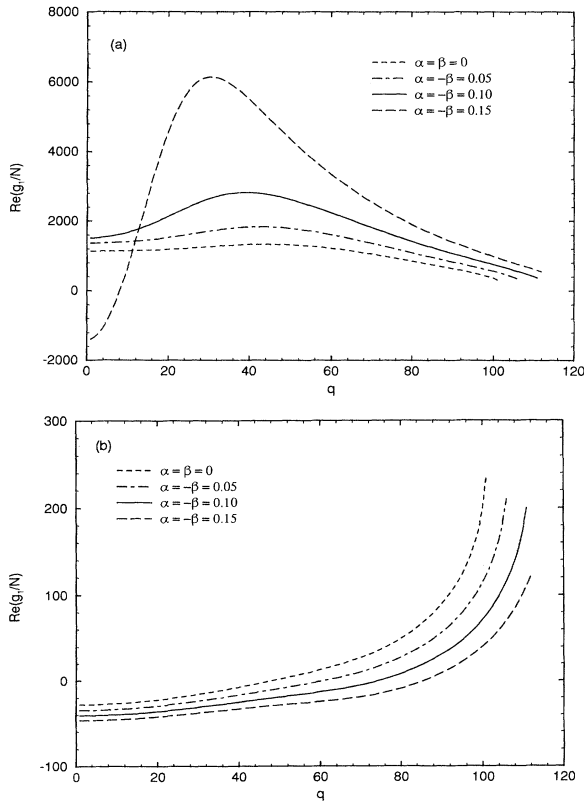 8000
(a)
α = β = 0
α = −β = 0.05
α = −β = 0.10
α = −β = 0.15
6000
4000
2000
0
-2000
Re(g₁/N)
0 20 40 60 80 100 120
q
300
(b)
α = β = 0
α = −β = 0.05
α = −β = 0.10
α = −β = 0.15
200
100
0
-100
Re(g₁/N)
0 20 40 60 80 100 120
q